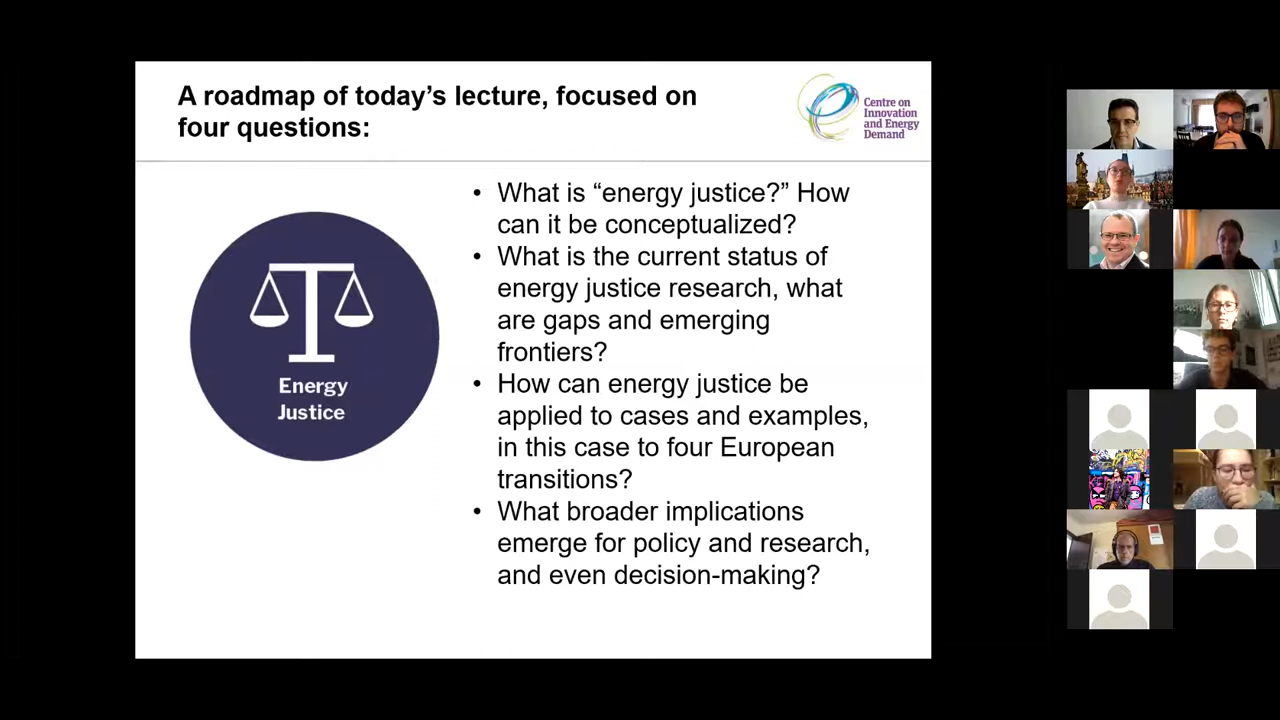 A roadmap of today's lecture, focused on
four questions:
Centre on
Innovation
and Energy
Demand
Energy
Justice
• What is “energy justice?” How
can it be conceptualized?
• What is the current status of
energy justice research, what
are gaps and emerging
frontiers?
• How can energy justice be
applied to cases and examples,
in this case to four European
transitions?
• What broader implications
emerge for policy and research,
and even decision-making?